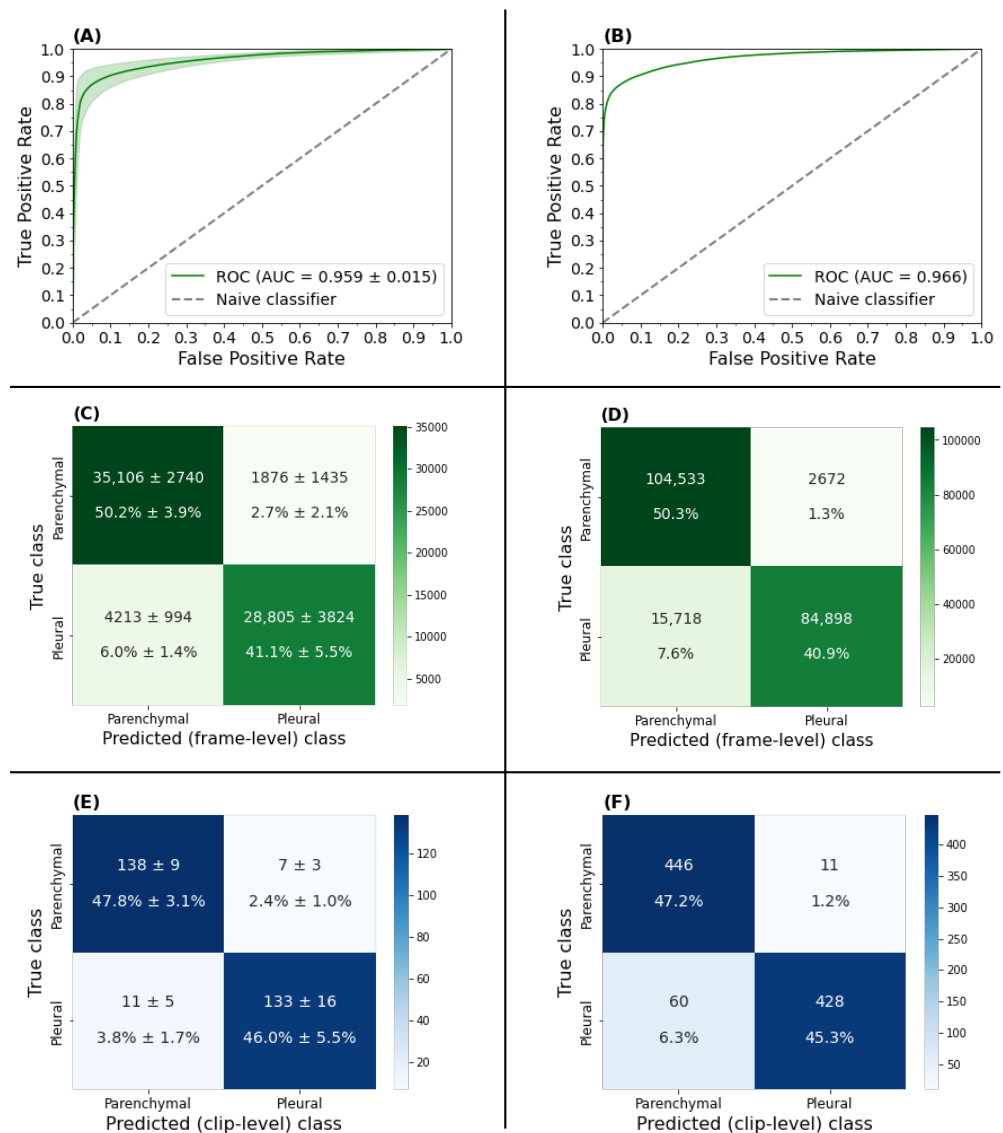 (A)
1.0
0.9
0.8
0.7
0.6
0.5
0.4
0.3
0.2
0.1
0.0
True Positive Rate
ROC (AUC = 0.959 ± 0.015)
Naive classifier
0.0 0.1 0.2 0.3 0.4 0.5 0.6 0.7 0.8 0.9 1.0
False Positive Rate
(B)
1.0
0.9
0.8
0.7
0.6
0.5
0.4
0.3
0.2
0.1
0.0
True Positive Rate
ROC (AUC = 0.966)
Naive classifier
0.0 0.1 0.2 0.3 0.4 0.5 0.6 0.7 0.8 0.9 1.0
False Positive Rate
(C)
True class
Parenchymal
Pleural
35,106 ± 2740 1876 ± 1435
50.2% ± 3.9% 2.7% ± 2.1%
4213 ± 994 28,805 ± 3824
6.0% ± 1.4% 41.1% ± 5.5%
Parenchymal Pleural
Predicted (frame-level) class
35000
30000
25000
20000
15000
10000
5000
(D)
True class
Parenchymal
Pleural
104,533 2672
50.3% 1.3%
15,718 84,898
7.6% 40.9%
Parenchymal Pleural
Predicted (frame-level) class
100000
80000
60000
40000
20000
(E)
True class
Parenchymal
Pleural
138 ± 9 7 ± 3
47.8% ± 3.1% 2.4% ± 1.0%
11 ± 5 133 ± 16
3.8% ± 1.7% 46.0% ± 5.5%
Parenchymal Pleural
Predicted (clip-level) class
120
100
80
60
40
20
(F)
True class
Parenchymal
Pleural
446 11
47.2% 1.2%
60 428
6.3% 45.3%
Parenchymal Pleural
Predicted (clip-level) class
400
350
300
250
200
150
100
50